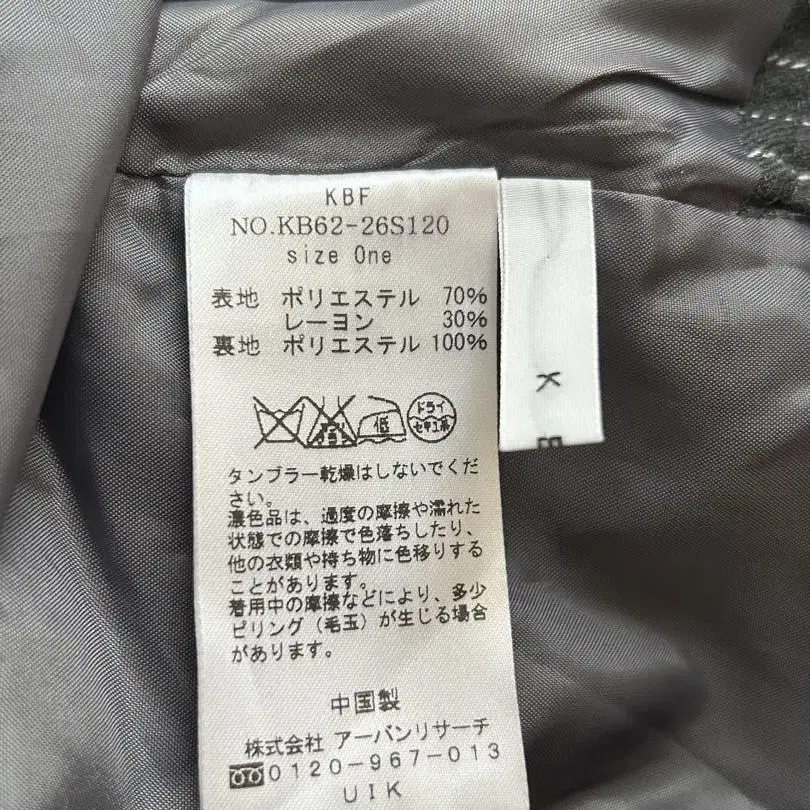 KBF
NO.KB62-26S120
size One
表地 ポリエステル 70%
レーヨン 30%
裏地 ポリエステル 100%
低
ドライ
セキユ系
タンブラー乾燥はしないでくだ
さい。
濃色品は、過度の摩擦や濡れた
状態での摩擦で色落ちしたり、
他の衣類や持ち物に色移りする
ことがあります。
着用中の摩擦などにより、多少
ピリング（毛玉）が生じる場合
があります。
中国製
株式会社 アーバンリサーチ
0120-967-013
UIK
K